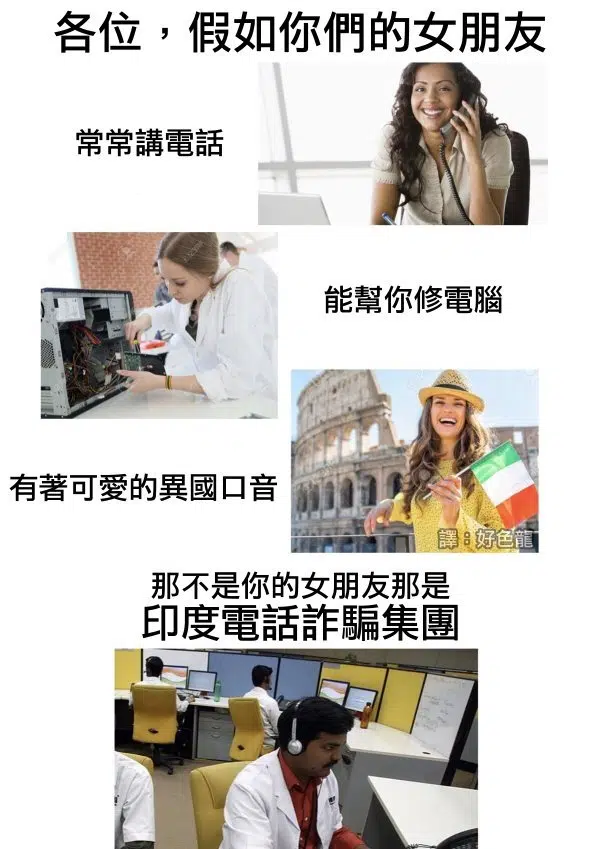 各位，假如你們的女朋友
常常講電話
能幫你修電腦
有著可愛的異國口音
譯：好色龍
那不是你的女朋友那是
印度電話詐騙集團